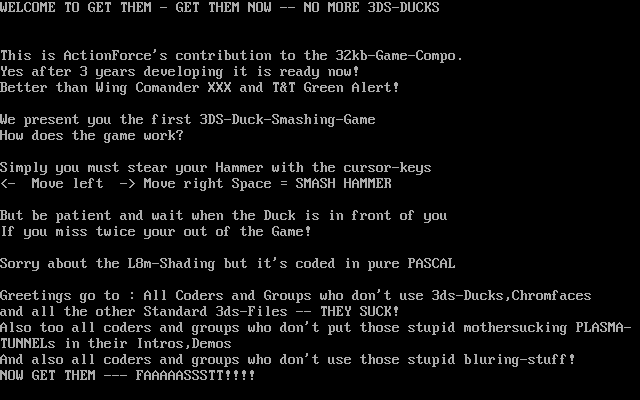 WELCOME TO GET THEM - GET THEM NOW -- NO MORE 3DS-DUCKS
This is ActionForce's contribution to the 32kb-Game-Compo.
Yes after 3 years developing it is ready now!
Better than Wing Comander XXX and T&T Green Alert!
We present you the first 3DS-Duck-Smashing-Game
How does the game work?
Simply you must stear your Hammer with the cursor-keys
<-  Move left  -> Move right Space = SMASH HAMMER
But be patient and wait when the Duck is in front of you
If you miss twice your out of the Game!
Sorry about the L8m-Shading but it's coded in pure PASCAL
Greetings go to : All Coders and Groups who don't use 3ds-Ducks,Chromfaces
and all the other Standard 3ds-Files -- THEY SUCK!
Also too all coders and groups who don't put those stupid mothersucking PLASMA-
TUNNELs in their Intros,Demos
And also all coders and groups who don't use those stupid bluring-stuff!
NOW GET THEM --- FAAAAASSSTT!!!!